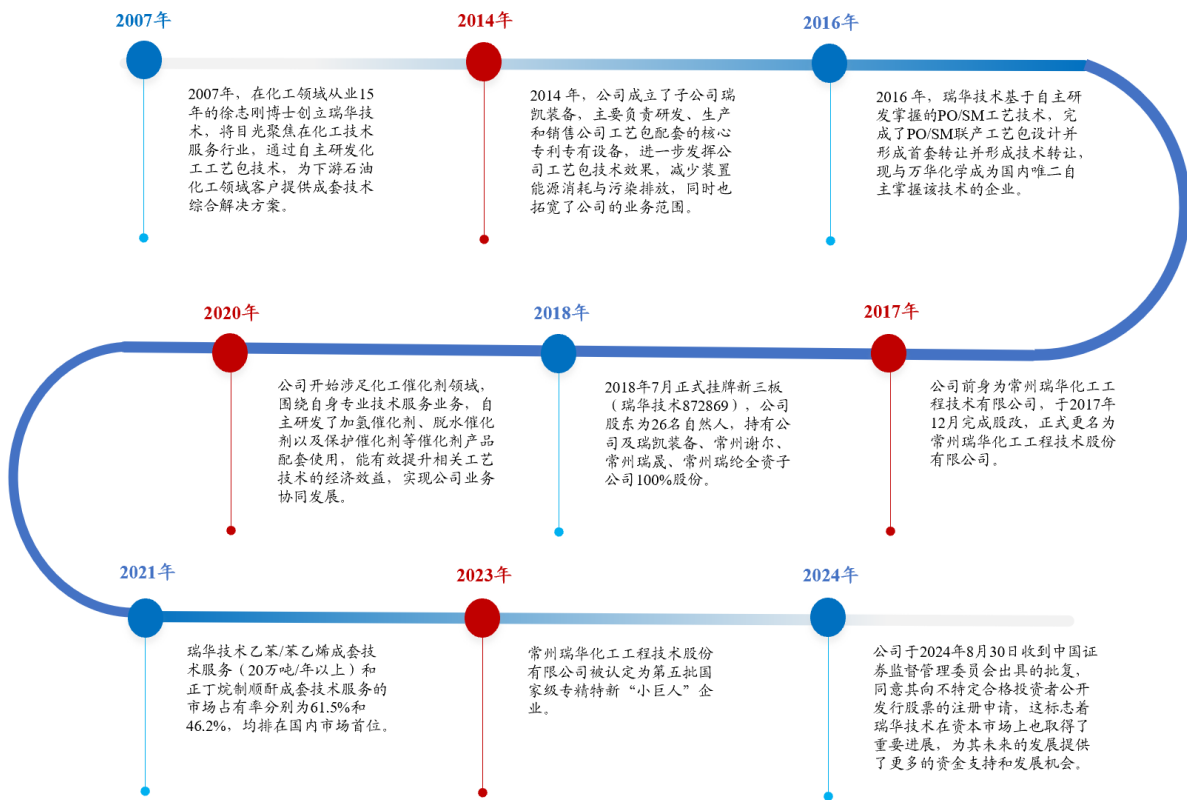 2007年
2007年，在化工领域从业15
年的徐志刚博士创立瑞华技
术，将目光聚焦在化工技术
服务行业，通过自主研发化
工工艺包技术，为下游石油
化工领域客户提供成套技术
综合解决方案。
2014年
2014 年，公司成立了子公司瑞
凯装备，主要负责研发、生产
和销售公司工艺包配套的核心
专利专有设备，进一步发挥公
司工艺包技术效果，减少装置
能源消耗与污染排放，同时也
拓宽了公司的业务范围。
2016年
2016 年，瑞华技术基于自主研
发掌握的PO/SM工艺技术，完
成了PO/SM联产工艺包设计并
形成首套转让并形成技术转让，
现与万华化学成为国内唯二自
主掌握该技术的企业。
2017年
公司前身为常州瑞华化工工
程技术有限公司，于2017年
12月完成股改，正式更名为
常州瑞华化工工程技术股份
有限公司。
2018年
2018年7月正式挂牌新三板
（瑞华技术872869），公司
股东为26名自然人，持有公
司及瑞凯装备、常州谢尔、
常州瑞晟、常州瑞纶全资子
公司100%股份。
2020年
公司开始涉足化工催化剂领域，
围绕自身专业技术服务业务，自
主研发了加氢催化剂、脱水催化
剂以及保护催化剂等催化剂产品
配套使用，能有效提升相关工艺
技术的经济效益，实现公司业务
协同发展。
2021年
瑞华技术乙苯/苯乙烯成套技
术服务（20万吨/年以上）和
正丁烷制顺酐成套技术服务的
市场占有率分别为61.5%和
46.2%，均排在国内市场首位。
2023年
常州瑞华化工工程技术股份
有限公司被认定为第五批国
家级专精特新“小巨人”企
业。
2024年
公司于2024年8月30日收到中国证
券监督管理委员会出具的批复，
同意其向不特定合格投资者公开
发行股票的注册申请，这标志着
瑞华技术在资本市场上也取得了
重要进展，为其未来的发展提供
了更多的资金支持和发展机会。